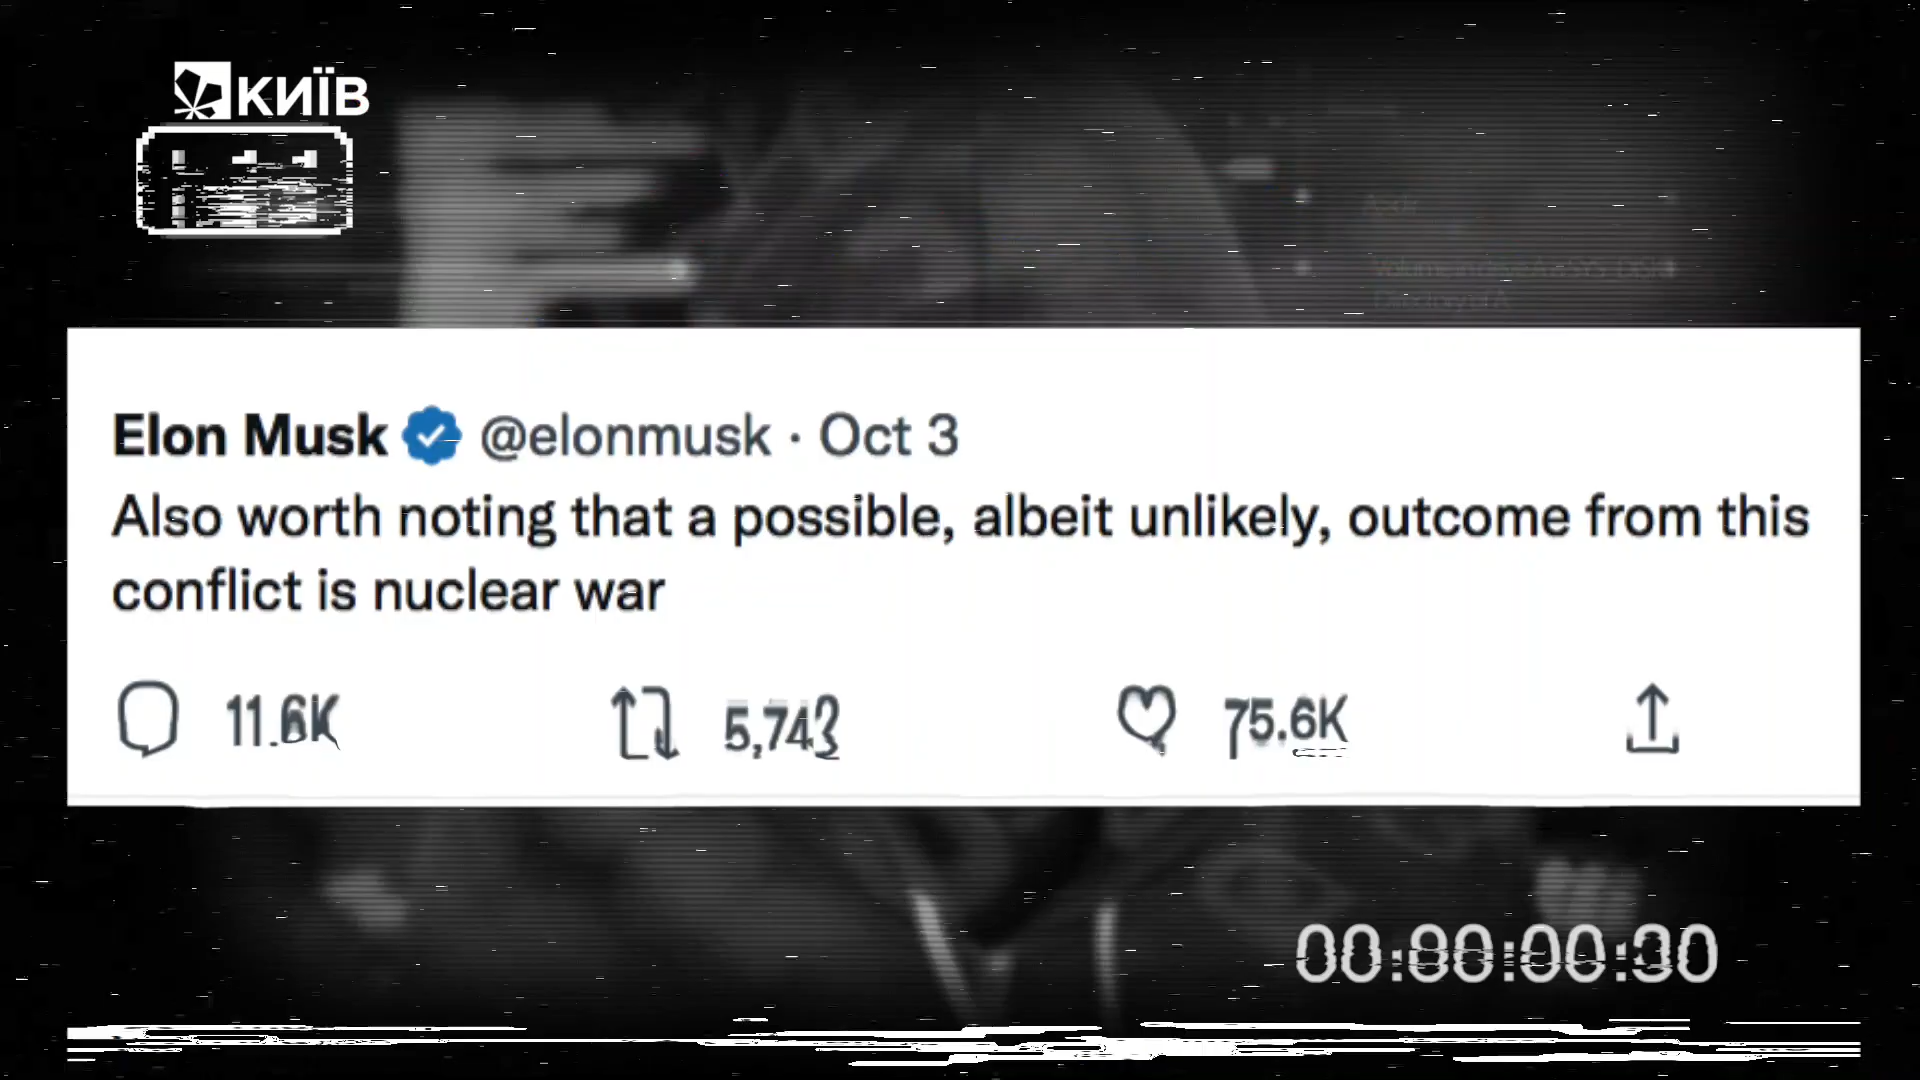 КИЇВ
Elon Musk @elonmusk · Oct 3
Also worth noting that a possible, albeit unlikely, outcome from this
conflict is nuclear war
11.6K 5,743 75.6K